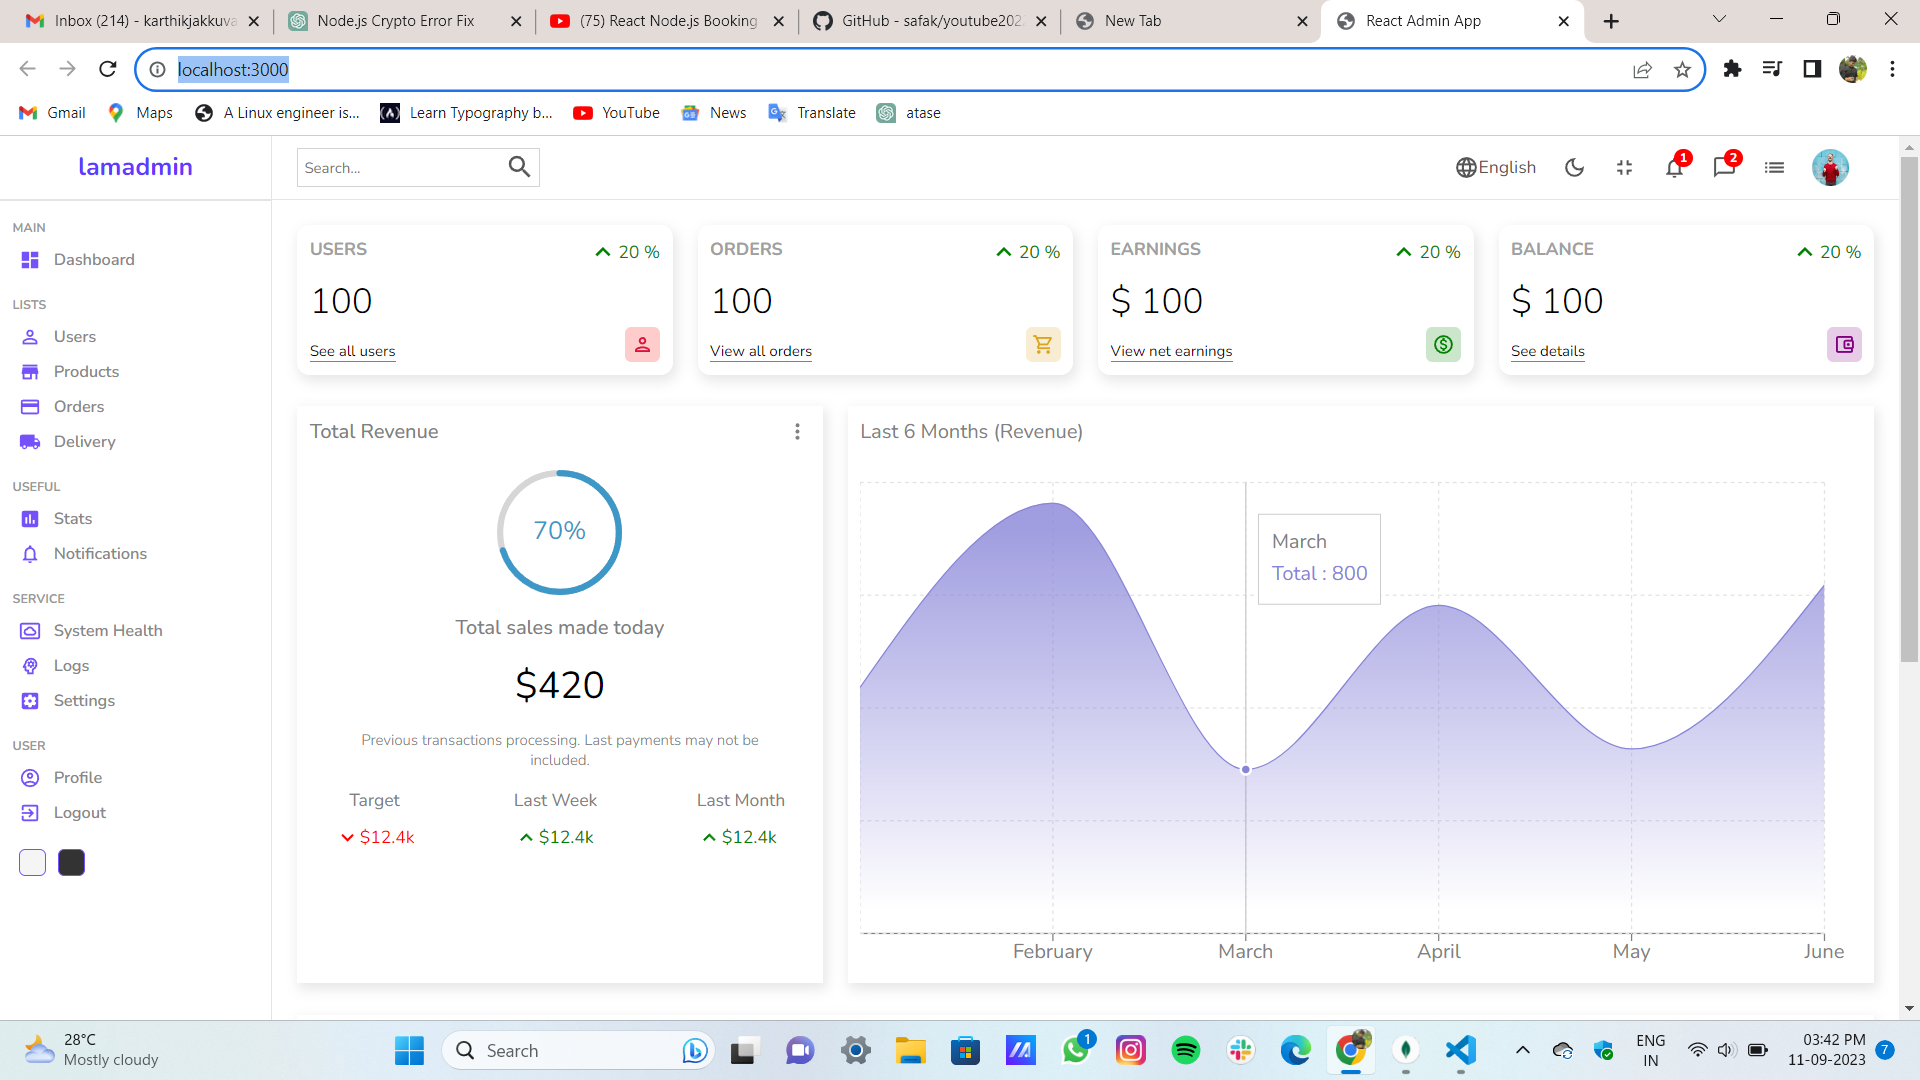 Inbox (214) - karthikjakkuva
Node.js Crypto Error Fix
(75) React Node.js Booking
GitHub - safak/youtube202
New Tab
React Admin App
localhost:3000
Gmail
Maps
A Linux engineer is...
Learn Typography b...
YouTube
News
Translate
atase
lamadmin
Search...
English
1
2
MAIN
Dashboard
LISTS
Users
Products
Orders
Delivery
USEFUL
Stats
Notifications
SERVICE
System Health
Logs
Settings
USER
Profile
Logout
USERS
20 %
100
See all users
ORDERS
20 %
100
View all orders
EARNINGS
20 %
$ 100
View net earnings
BALANCE
20 %
$ 100
See details
Total Revenue
70%
Total sales made today
$420
Previous transactions processing. Last payments may not be
included.
Target
Last Week
Last Month
$12.4k
$12.4k
$12.4k
Last 6 Months (Revenue)
March
Total : 800
February
March
April
May
June
28°C
Mostly cloudy
Search
1
ENG
IN
03:42 PM
11-09-2023
7